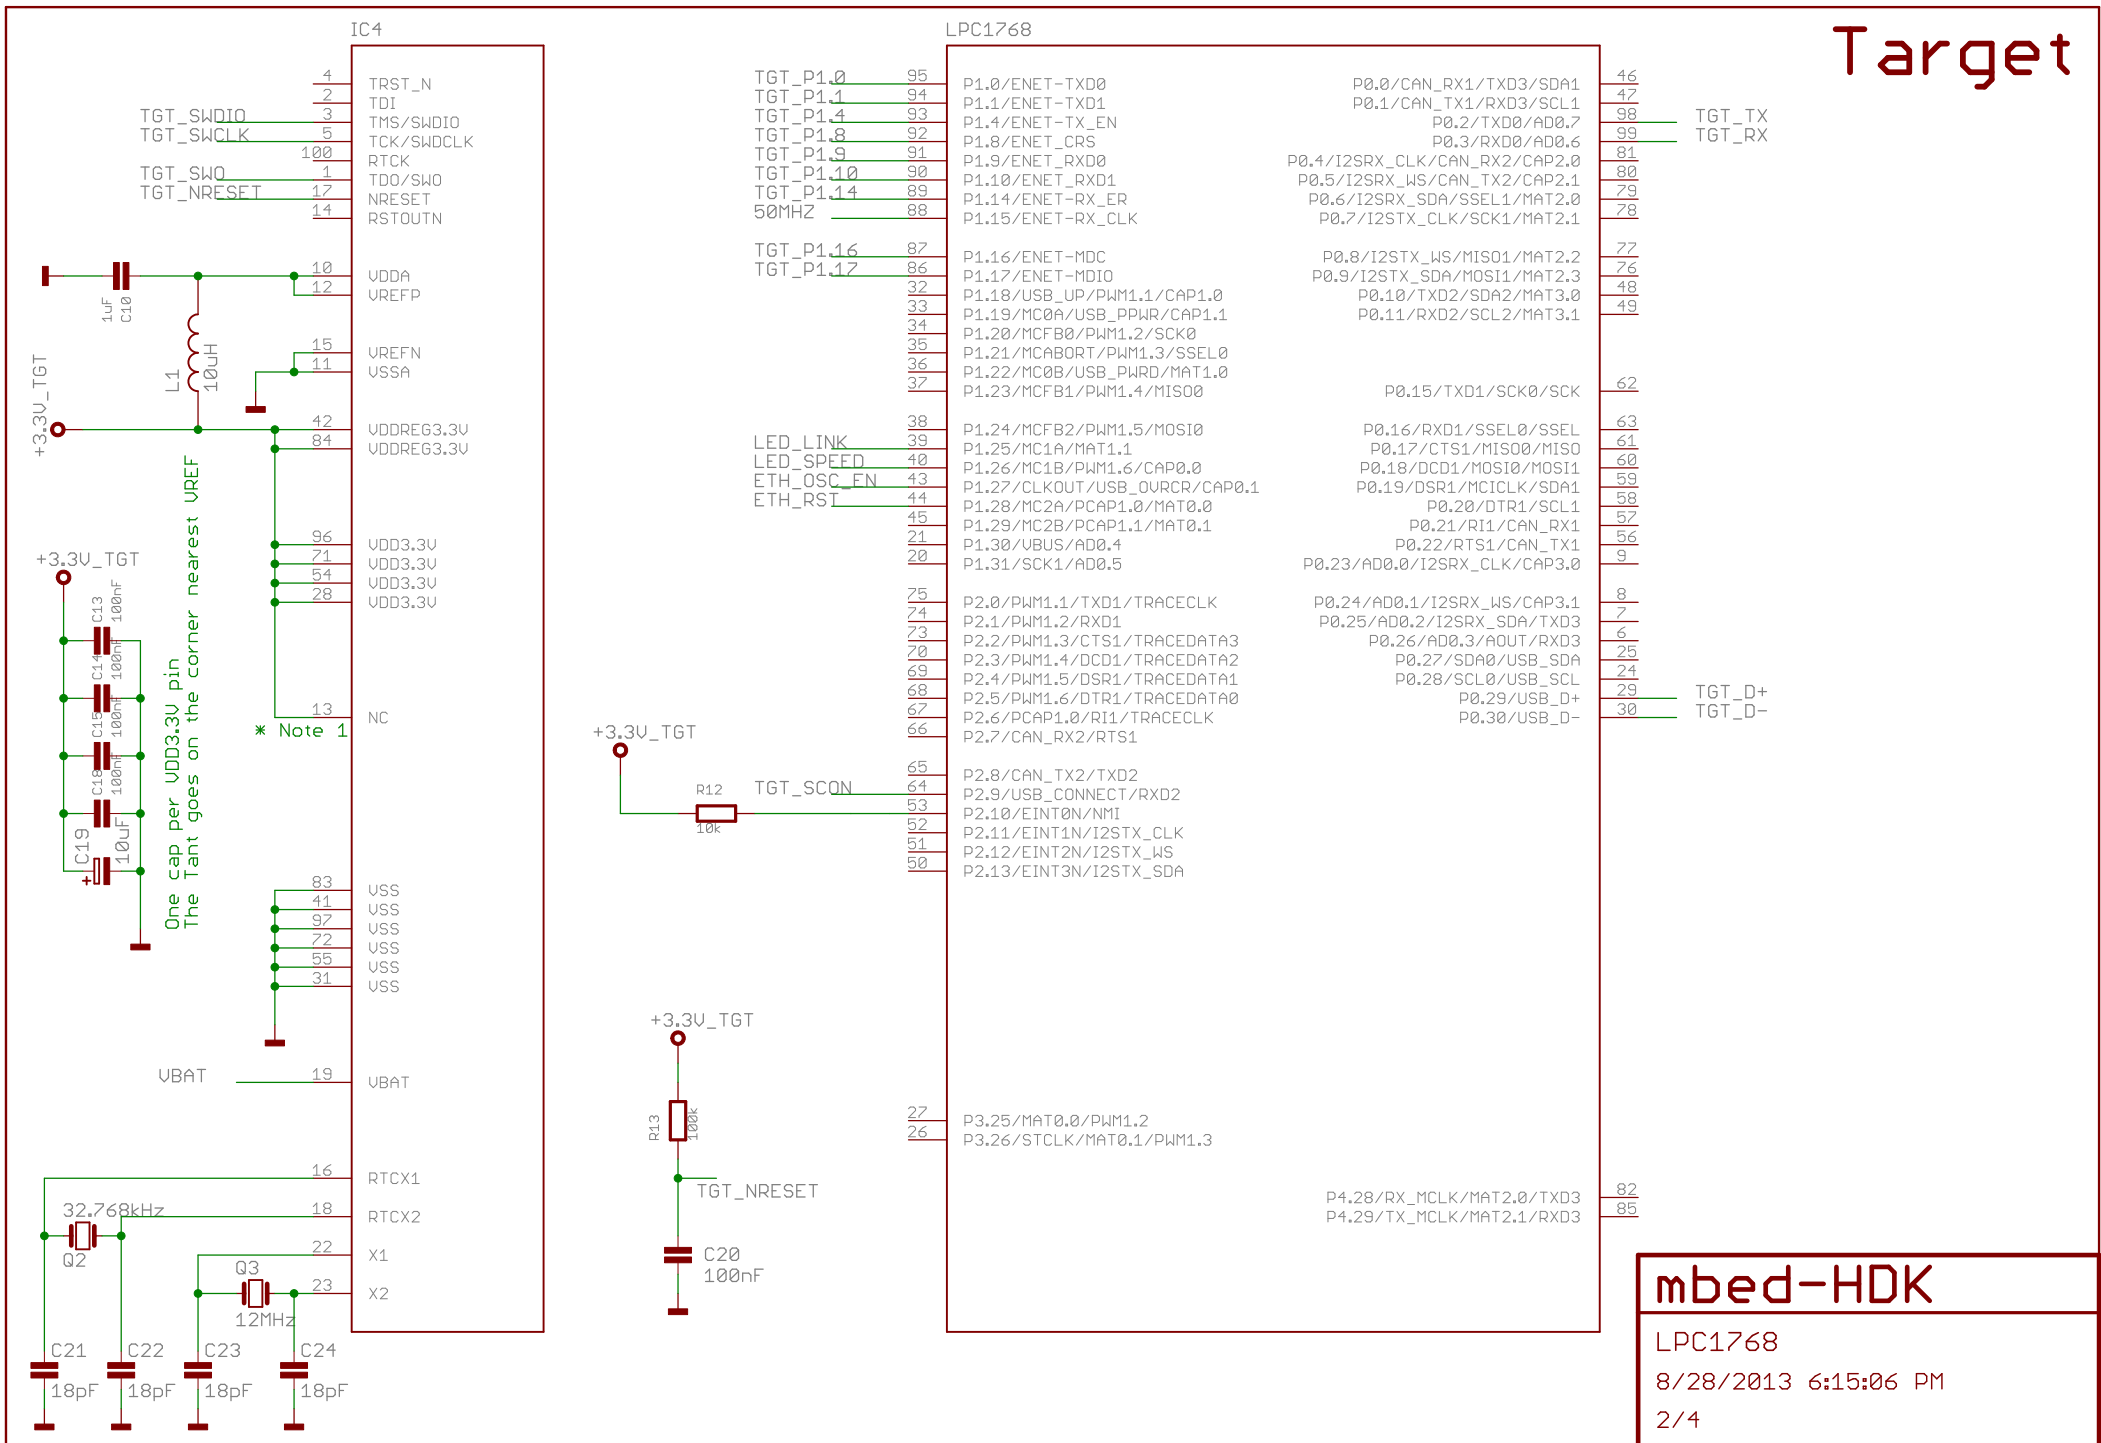 Target
IC4
4 TRST_N
2 TDI
TGT_SWDIO 3 TMS/SWDIO
TGT_SWCLK 5 TCK/SWDCLK
100 RTCK
TGT_SWO 1 TDO/SWO
TGT_NRESET 17 NRESET
14 RSTOUTN
10 VDDA
12 VREFP
1uF
C10
15 VREFN
11 VSSA
L1
10uH
+3.3V_TGT
42 VDDREG3.3V
84 VDDREG3.3V
96 VDD3.3V
71 VDD3.3V
54 VDD3.3V
28 VDD3.3V
+3.3V_TGT
C13
100nF
C14
100nF
C15
100nF
C18
100nF
C19
10uF
+
One cap per VDD3.3V pin
The Tant goes on the corner nearest VREF
13 NC
* Note 1
83 VSS
41 VSS
97 VSS
72 VSS
55 VSS
31 VSS
VBAT 19 VBAT
16 RTCX1
18 RTCX2
32.768kHz
Q2
22 X1
23 X2
Q3
12MHz
C21
18pF
C22
18pF
C23
18pF
C24
18pF
+3.3V_TGT
R12
10k
+3.3V_TGT
R13
100k
TGT_NRESET
C20
100nF
LPC1768
TGT_P1.0 95 P1.0/ENET-TXD0
TGT_P1.1 94 P1.1/ENET-TXD1
TGT_P1.4 93 P1.4/ENET-TX_EN
TGT_P1.8 92 P1.8/ENET_CRS
TGT_P1.9 91 P1.9/ENET_RXD0
TGT_P1.10 90 P1.10/ENET_RXD1
TGT_P1.14 89 P1.14/ENET-RX_ER
50MHZ 88 P1.15/ENET-RX_CLK
TGT_P1.16 87 P1.16/ENET-MDC
TGT_P1.17 86 P1.17/ENET-MDIO
32 P1.18/USB_UP/PWM1.1/CAP1.0
33 P1.19/MC0A/USB_PPWR/CAP1.1
34 P1.20/MCFB0/PWM1.2/SCK0
35 P1.21/MCABORT/PWM1.3/SSEL0
36 P1.22/MC0B/USB_PWRD/MAT1.0
37 P1.23/MCFB1/PWM1.4/MISO0
38 P1.24/MCFB2/PWM1.5/MOSI0
LED_LINK 39 P1.25/MC1A/MAT1.1
LED_SPEED 40 P1.26/MC1B/PWM1.6/CAP0.0
ETH_OSC_EN 43 P1.27/CLKOUT/USB_OVRCR/CAP0.1
ETH_RST 44 P1.28/MC2A/PCAP1.0/MAT0.0
45 P1.29/MC2B/PCAP1.1/MAT0.1
21 P1.30/VBUS/AD0.4
20 P1.31/SCK1/AD0.5
75 P2.0/PWM1.1/TXD1/TRACECLK
74 P2.1/PWM1.2/RXD1
73 P2.2/PWM1.3/CTS1/TRACEDATA3
70 P2.3/PWM1.4/DCD1/TRACEDATA2
69 P2.4/PWM1.5/DSR1/TRACEDATA1
68 P2.5/PWM1.6/DTR1/TRACEDATA0
67 P2.6/PCAP1.0/RI1/TRACECLK
66 P2.7/CAN_RX2/RTS1
65 P2.8/CAN_TX2/TXD2
TGT_SCON 64 P2.9/USB_CONNECT/RXD2
53 P2.10/EINT0N/NMI
52 P2.11/EINT1N/I2STX_CLK
51 P2.12/EINT2N/I2STX_WS
50 P2.13/EINT3N/I2STX_SDA
27 P3.25/MAT0.0/PWM1.2
26 P3.26/STCLK/MAT0.1/PWM1.3
P0.0/CAN_RX1/TXD3/SDA1 46
P0.1/CAN_TX1/RXD3/SCL1 47
P0.2/TXD0/AD0.7 98 TGT_TX
P0.3/RXD0/AD0.6 99 TGT_RX
P0.4/I2SRX_CLK/CAN_RX2/CAP2.0 81
P0.5/I2SRX_WS/CAN_TX2/CAP2.1 80
P0.6/I2SRX_SDA/SSEL1/MAT2.0 79
P0.7/I2STX_CLK/SCK1/MAT2.1 78
P0.8/I2STX_WS/MISO1/MAT2.2 77
P0.9/I2STX_SDA/MOSI1/MAT2.3 76
P0.10/TXD2/SDA2/MAT3.0 48
P0.11/RXD2/SCL2/MAT3.1 49
P0.15/TXD1/SCK0/SCK 62
P0.16/RXD1/SSEL0/SSEL 63
P0.17/CTS1/MISO0/MISO 61
P0.18/DCD1/MOSI0/MOSI1 60
P0.19/DSR1/MCICLK/SDA1 59
P0.20/DTR1/SCL1 58
P0.21/RI1/CAN_RX1 57
P0.22/RTS1/CAN_TX1 56
P0.23/AD0.0/I2SRX_CLK/CAP3.0 9
P0.24/AD0.1/I2SRX_WS/CAP3.1 8
P0.25/AD0.2/I2SRX_SDA/TXD3 7
P0.26/AD0.3/AOUT/RXD3 6
P0.27/SDA0/USB_SDA 25
P0.28/SCL0/USB_SCL 24
P0.29/USB_D+ 29 TGT_D+
P0.30/USB_D- 30 TGT_D-
P4.28/RX_MCLK/MAT2.0/TXD3 82
P4.29/TX_MCLK/MAT2.1/RXD3 85
mbed-HDK
LPC1768
8/28/2013 6:15:06 PM
2/4